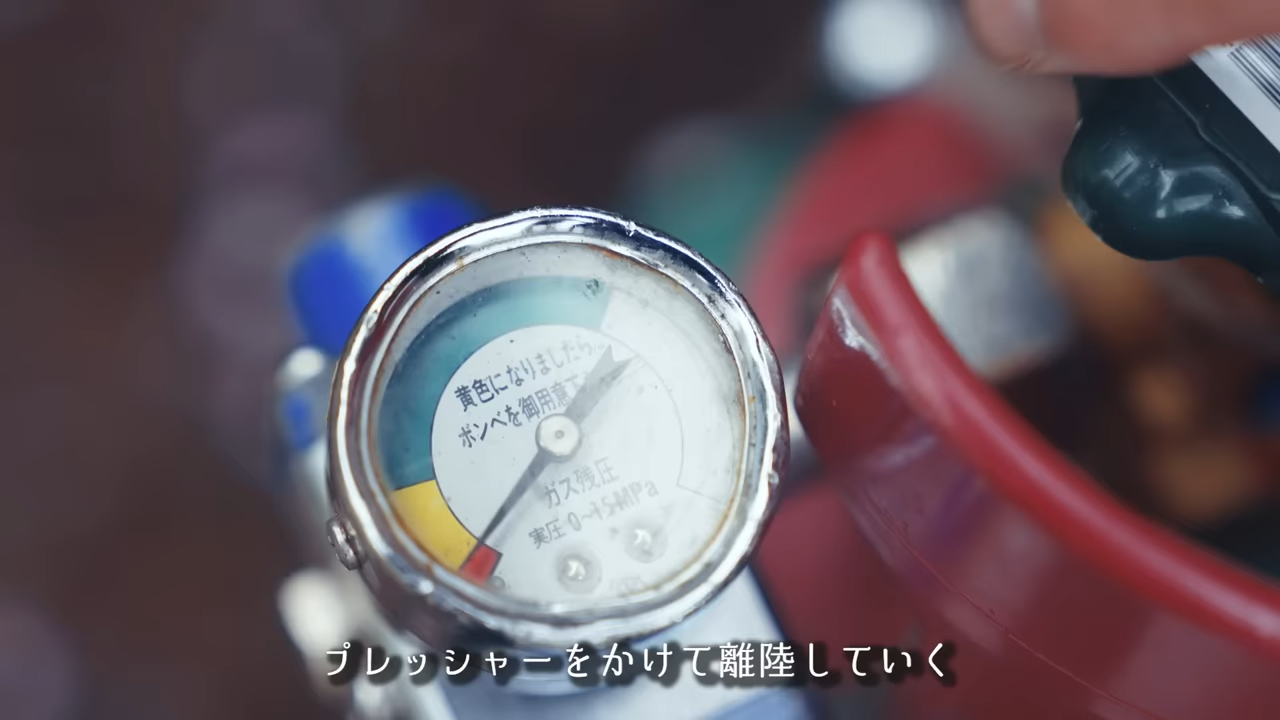 黄色になりましたら
ボンベを御用意下
ガス残圧
実圧 0~15MPa
プレッシャーをかけて離陸していく